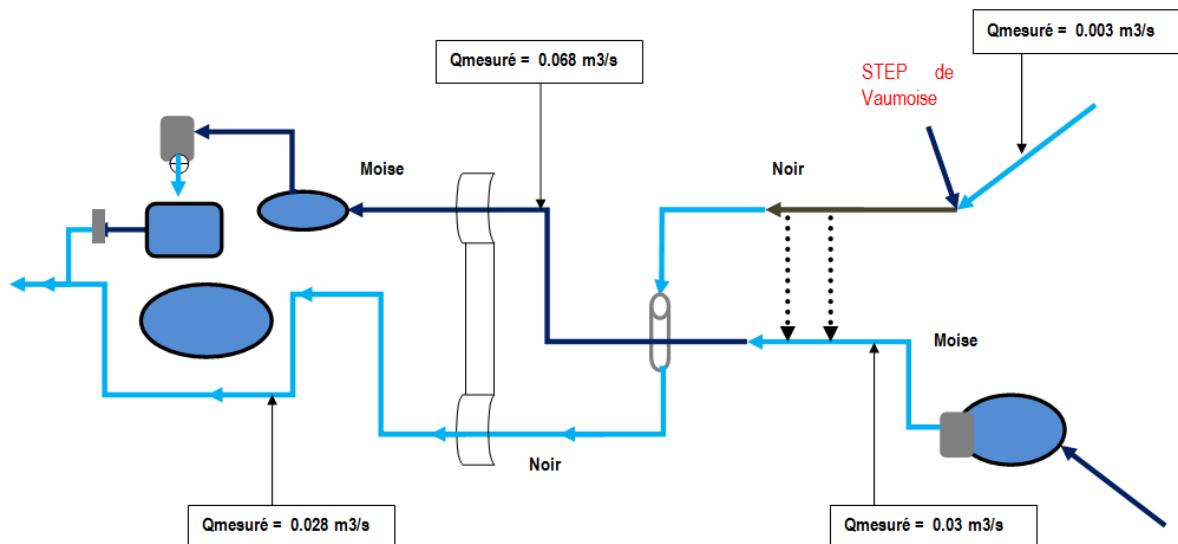 Qmesuré = 0.003 m3/s
Qmesuré = 0.068 m3/s
STEP de
Vaumoise
Moise
Noir
Moise
Noir
Qmesuré = 0.028 m3/s
Qmesuré = 0.03 m3/s